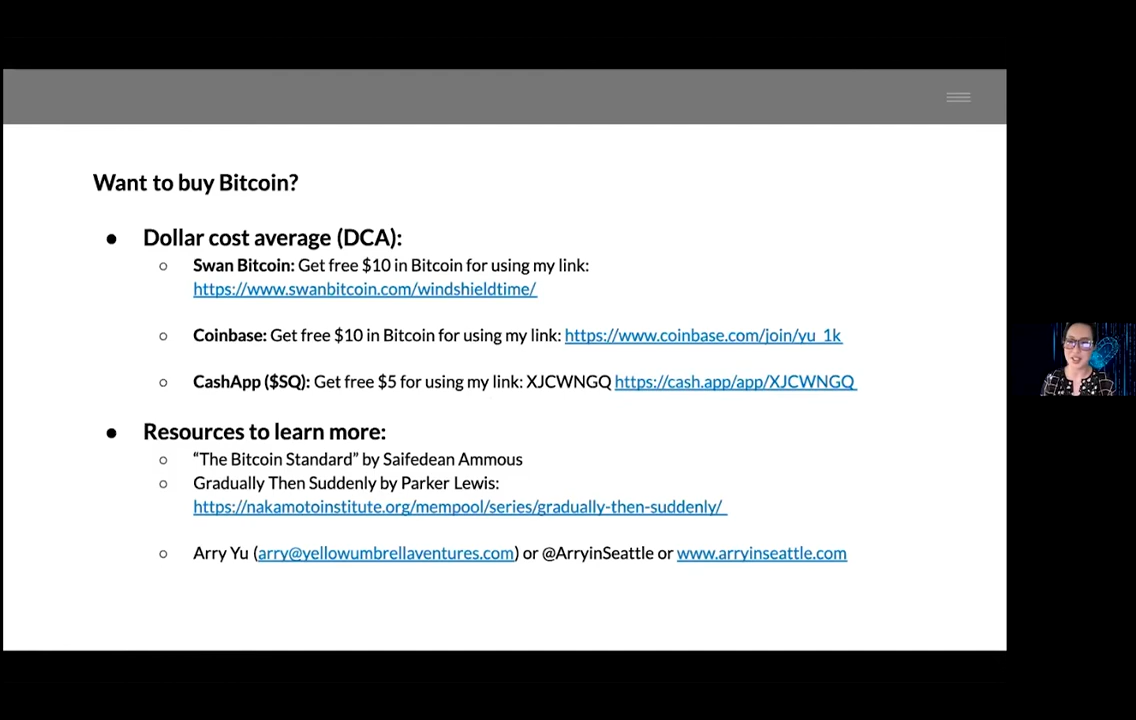 Want to buy Bitcoin?
● Dollar cost average (DCA):
○ Swan Bitcoin: Get free $10 in Bitcoin for using my link:
https://www.swanbitcoin.com/windshieldtime/
○ Coinbase: Get free $10 in Bitcoin for using my link: https://www.coinbase.com/join/yu_1k
○ CashApp ($SQ): Get free $5 for using my link: XJCWNGQ https://cash.app/app/XJCWNGQ
● Resources to learn more:
○ “The Bitcoin Standard” by Saifedean Ammous
○ Gradually Then Suddenly by Parker Lewis:
https://nakamotoinstitute.org/mempool/series/gradually-then-suddenly/
○ Arry Yu (arry@yellowumbrellaventures.com) or @ArryinSeattle or www.arryinseattle.com